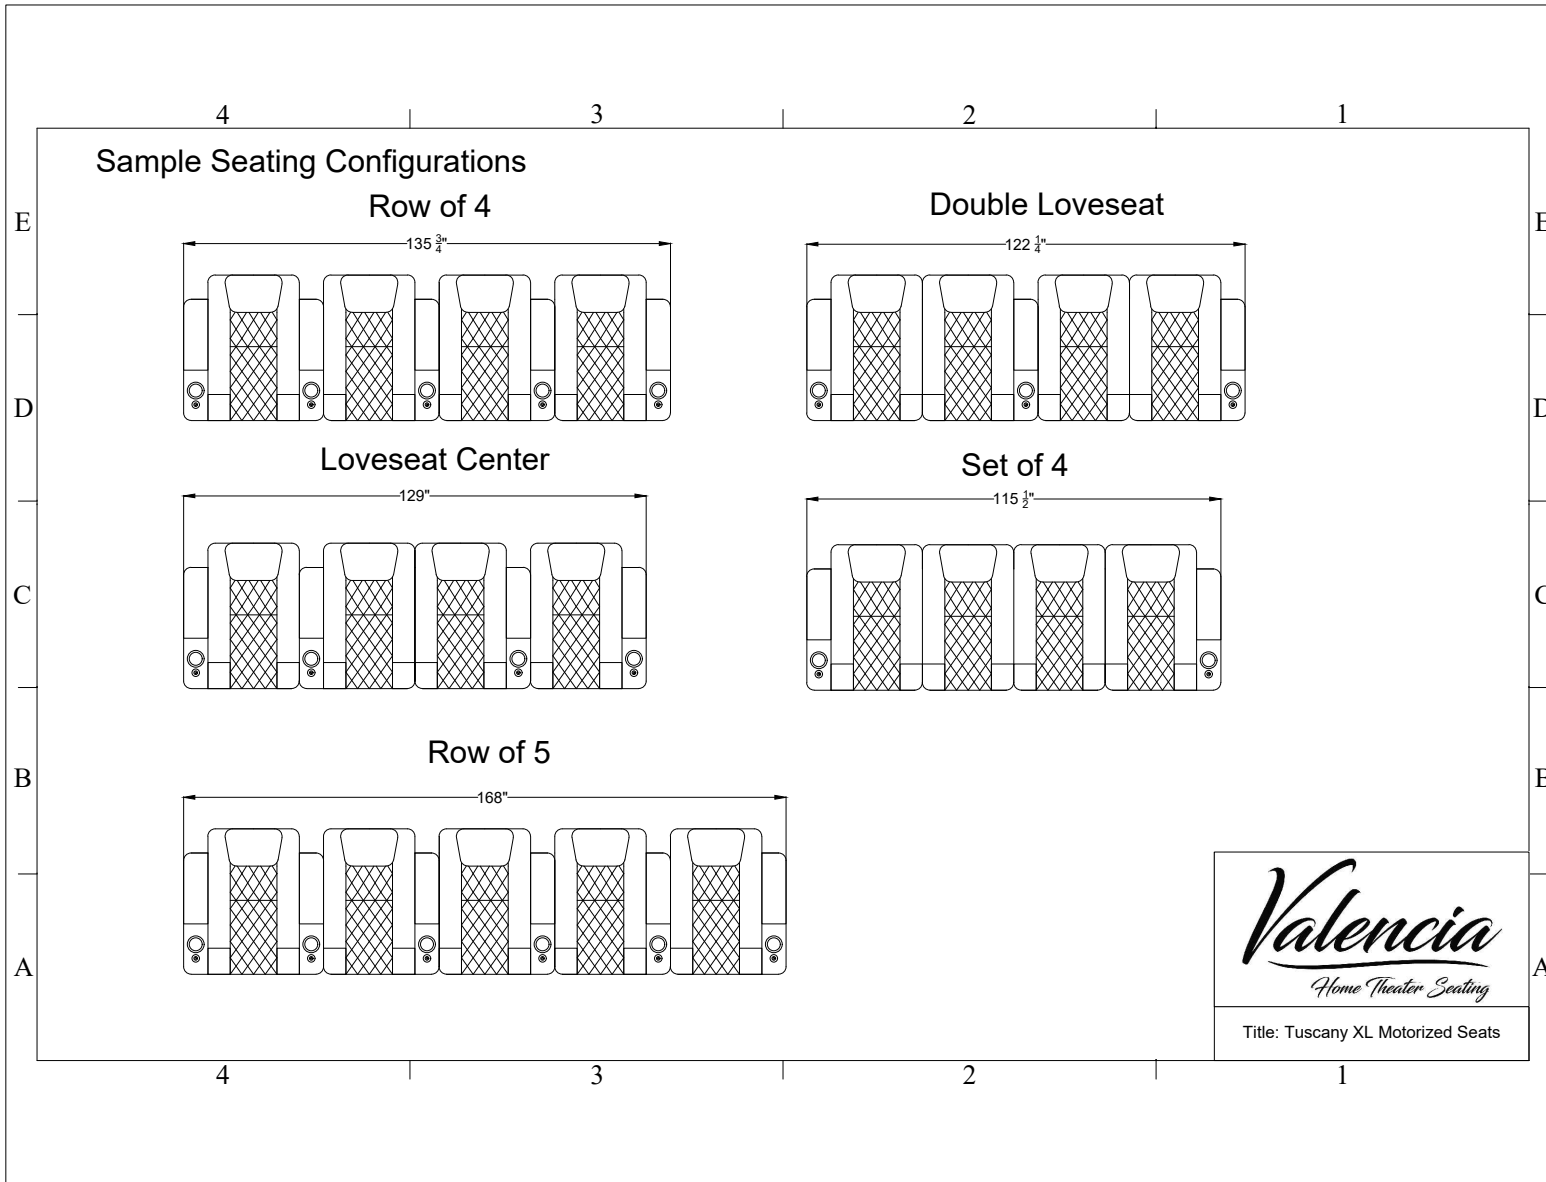 4 3 2 1
Sample Seating Configurations
Row of 4
Double Loveseat
E E
135 3/4"
122 1/4"
D D
Loveseat Center
Set of 4
129"
115 1/2"
C C
Row of 5
B B
168"
Valencia
A A
Home Theater Seating
Title: Tuscany XL Motorized Seats
4 3 2 1